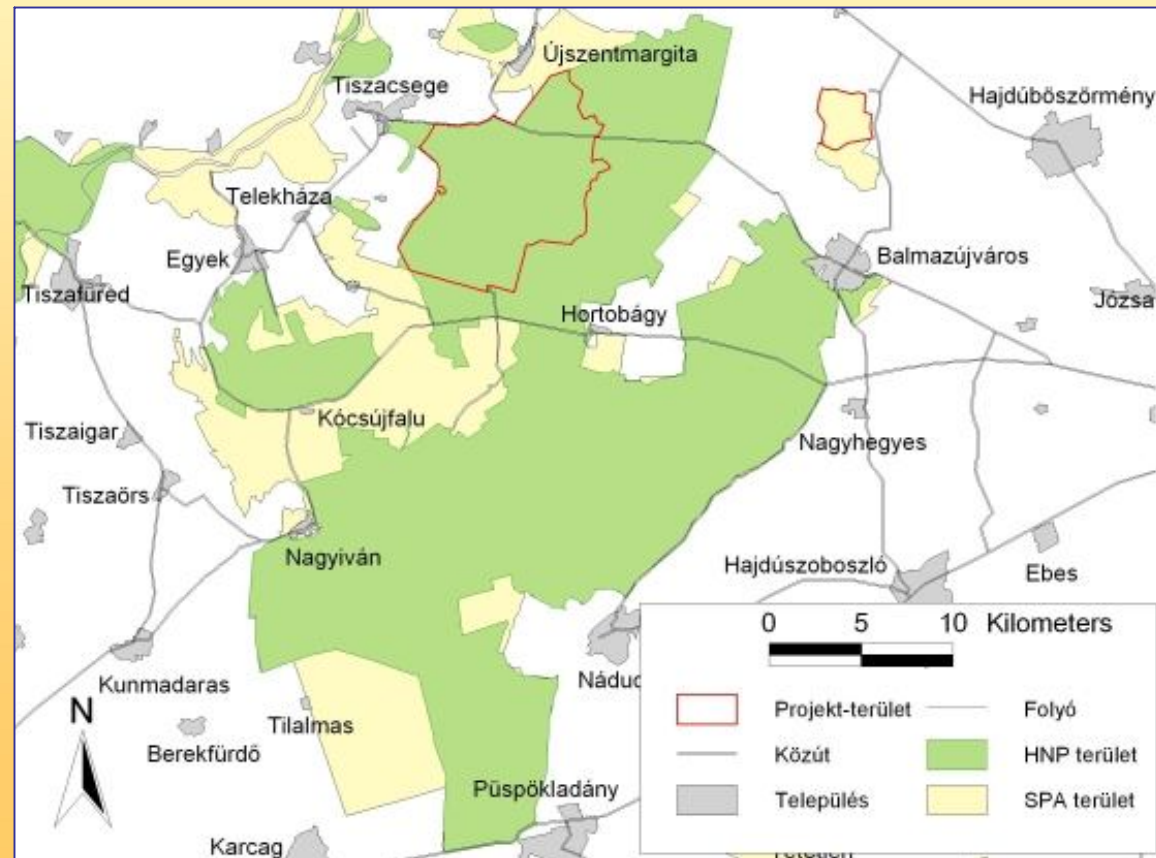 Újszentmargita
Tiszacsege
Hajdúböszörmény
Telekháza
Egyek
Balmazújváros
Tiszafüred
Józsa
Hortobágy
Kócsújfalu
Tiszaigar
Nagyhegyes
Tiszaörs
Nagyiván
Hajdúszoboszló
Ebes
0 5 10 Kilometers
Kunmadaras
Nádud
N
Tilalmas
Projekt-terület
Folyó
Berekfürdő
Közút
HNP terület
Püspökladány
Település
SPA terület
Karcag